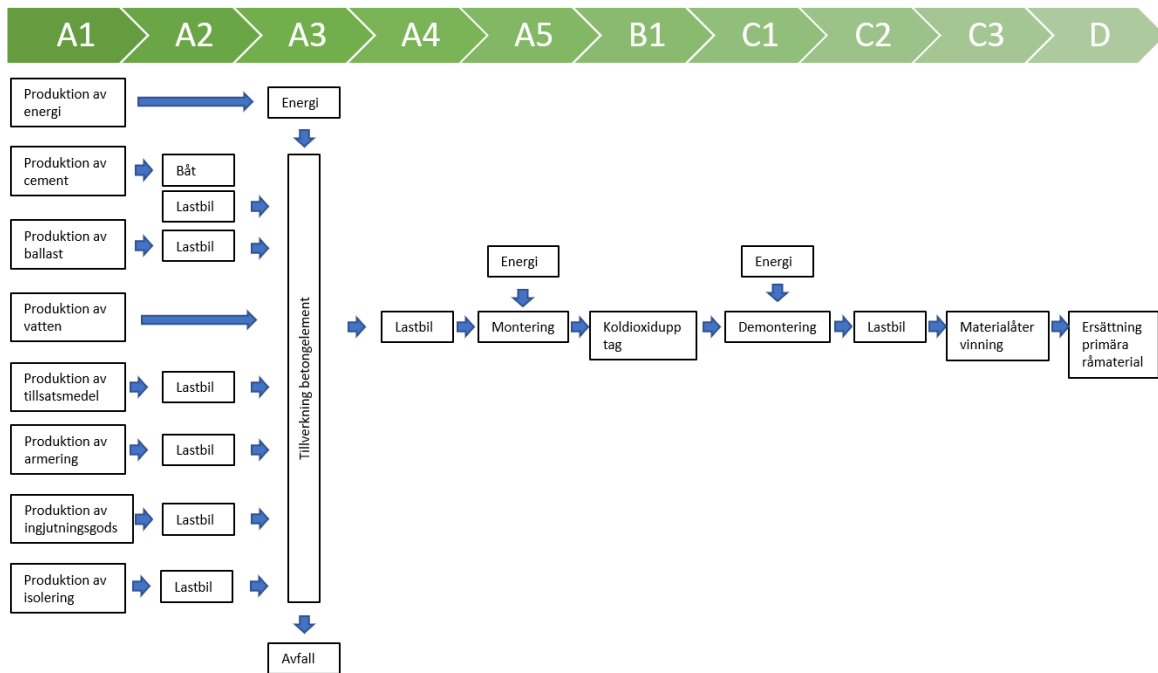 A1
A2
A3
A4
A5
B1
C1
C2
C3
D
Produktion av
energi
Energi
Produktion av
cement
Båt
Lastbil
Produktion av
ballast
Lastbil
Produktion av
vatten
Produktion av
tillsatsmedel
Lastbil
Produktion av
armering
Lastbil
Produktion av
ingjutningsgods
Lastbil
Produktion av
isolering
Lastbil
Tillverkning betongelement
Avfall
Lastbil
Energi
Montering
Koldioxidupp
tag
Energi
Demontering
Lastbil
Materialåter
vinning
Ersättning
primära
råmaterial